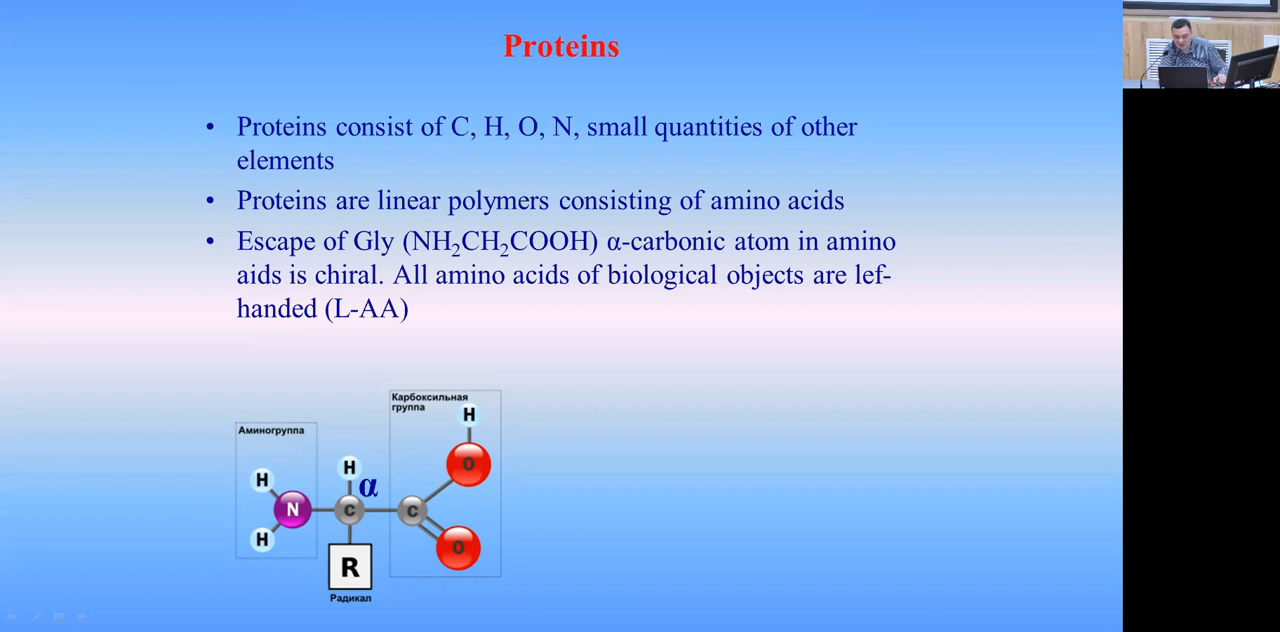 Proteins
• Proteins consist of C, H, O, N, small quantities of other
elements
• Proteins are linear polymers consisting of amino acids
• Escape of Gly (NH₂CH₂COOH) α-carbonic atom in amino
aids is chiral. All amino acids of biological objects are lef-
handed (L-AA)
Карбоксильная
группа
H
Аминогруппа
O
H
H
α
N
C
C
H
O
R
Радикал